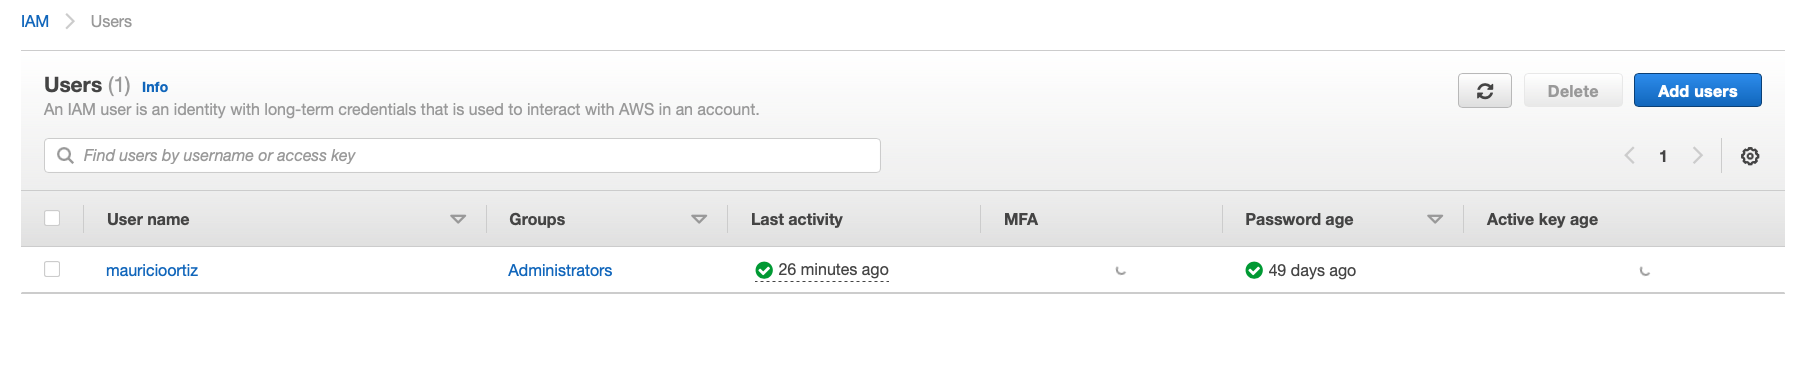 IAM Users
Users (1) Info
An IAM user is an identity with long-term credentials that is used to interact with AWS in an account.
Delete
Add users
Find users by username or access key
1
User name Groups Last activity MFA Password age Active key age
mauricioortiz Administrators 26 minutes ago 49 days ago